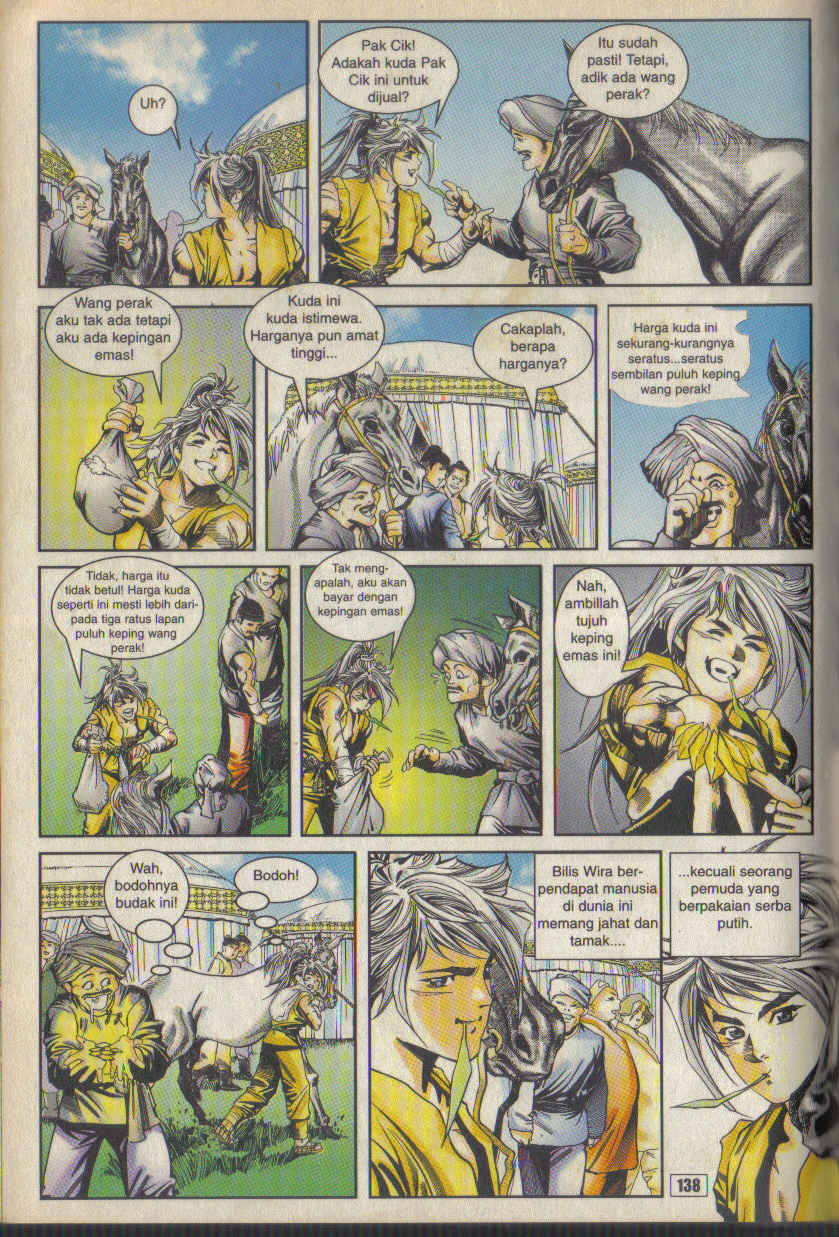 Uh?
Pak Cik!
Adakah kuda Pak
Cik ini untuk
dijual?
Itu sudah
pasti! Tetapi,
adik ada wang
perak?
Wang perak
aku tak ada tetapi
aku ada kepingan
emas!
Kuda ini
kuda istimewa.
Harganya pun amat
tinggi...
Cakaplah,
berapa
harganya?
Harga kuda ini
sekurang-kurangnya
seratus...seratus
sembilan puluh keping
wang perak!
Tidak, harga itu
tidak betul! Harga kuda
seperti ini mesti lebih dari-
pada tiga ratus lapan
puluh keping wang
perak!
Tak meng-
apalah, aku akan
bayar dengan
kepingan emas!
Nah,
ambillah
tujuh
keping
emas ini!
Wah,
bodohnya
budak ini!
Bodoh!
Bilis Wira ber-
pendapat manusia
di dunia ini
memang jahat dan
tamak....
...kecuali seorang
pemuda yang
berpakaian serba
putih.
138